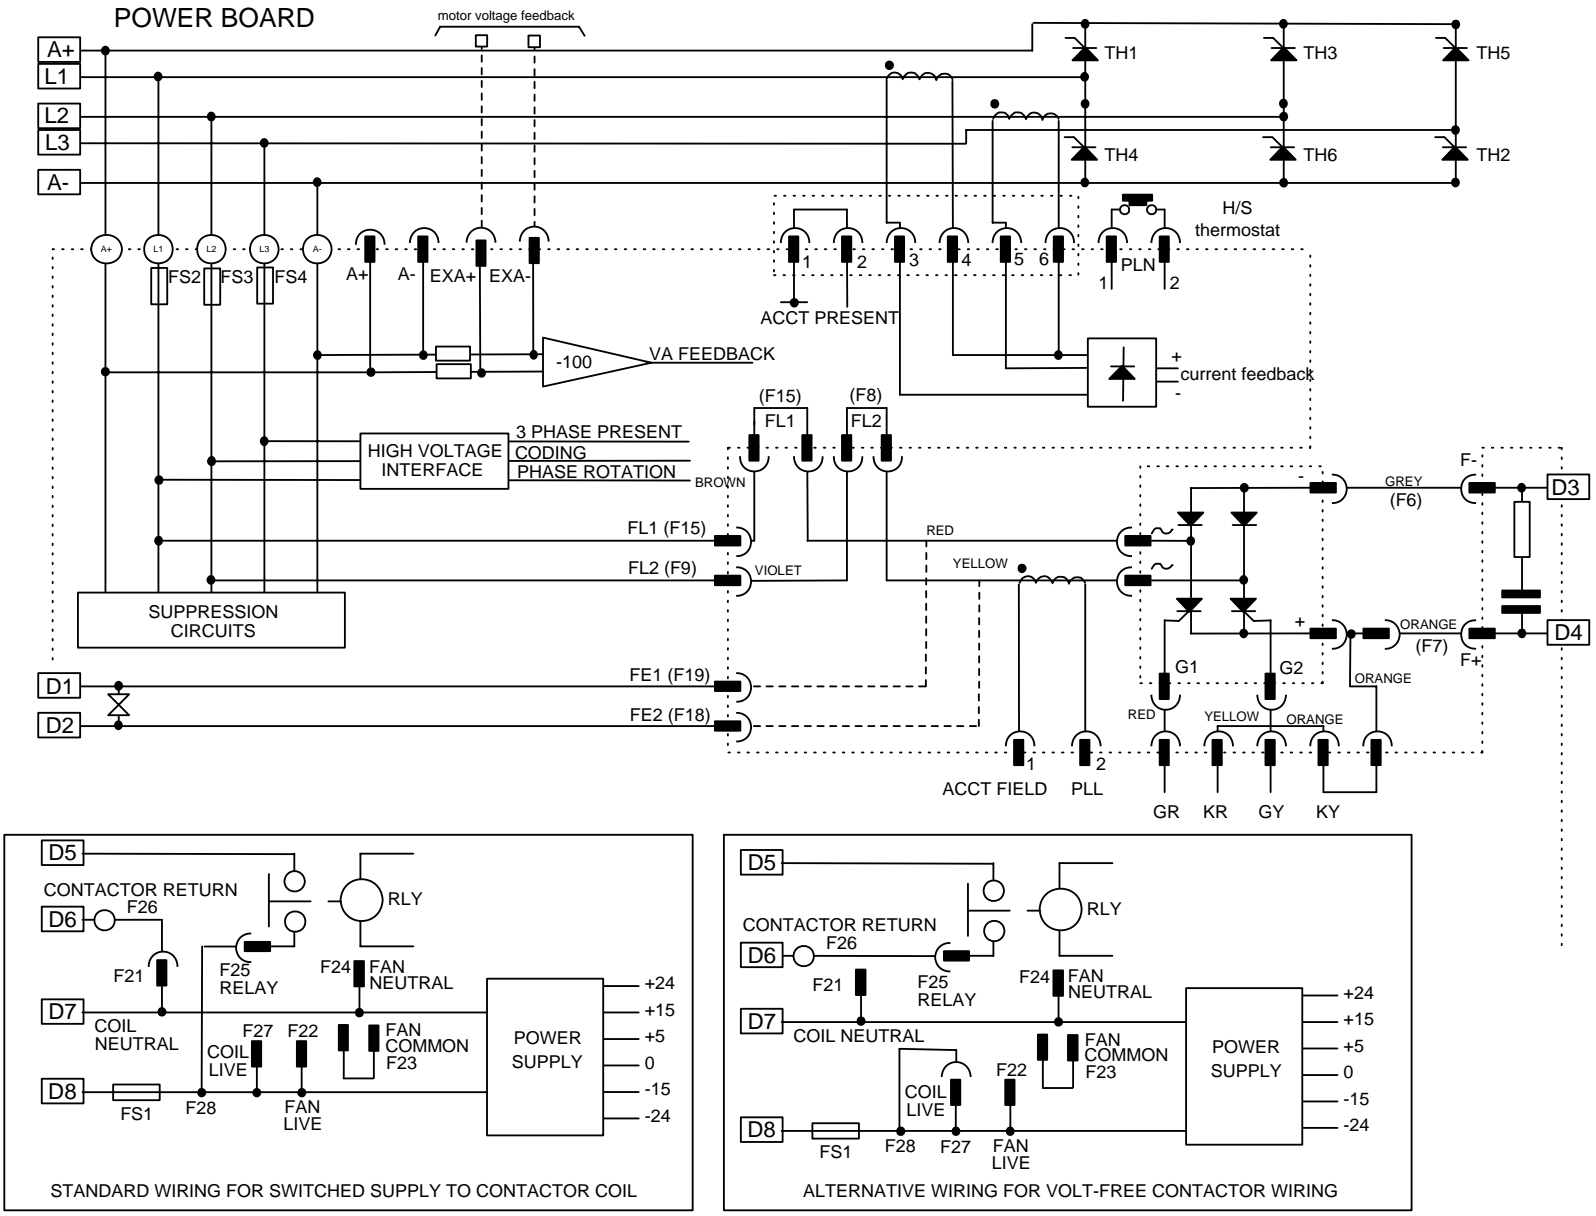 POWER BOARD
motor voltage feedback
A+
L1
L2
L3
A-
TH1
TH3
TH5
TH4
TH6
TH2
H/S
thermostat
A+
L1
L2
L3
A-
FS2
FS3
FS4
A+
A-
EXA+
EXA-
1
2
3
4
5
6
PLN
1
2
ACCT PRESENT
-100
VA FEEDBACK
+
current feedback
-
(F15)
FL1
(F8)
FL2
HIGH VOLTAGE
INTERFACE
3 PHASE PRESENT
CODING
PHASE ROTATION
BROWN
-
GREY
(F6)
F-
D3
FL1 (F15)
RED
FL2 (F9)
VIOLET
YELLOW
SUPPRESSION
CIRCUITS
+
ORANGE
(F7)
F+
D4
G1
G2
ORANGE
D1
FE1 (F19)
D2
FE2 (F18)
RED
YELLOW
ORANGE
1
2
ACCT FIELD
PLL
GR
KR
GY
KY
D5
CONTACTOR RETURN
D6
F26
RLY
F21
F25
RELAY
F24
FAN
NEUTRAL
D7
COIL
NEUTRAL
F27
F22
COIL
LIVE
FAN
COMMON
F23
D8
FS1
F28
FAN
LIVE
POWER
SUPPLY
+24
+15
+5
0
-15
-24
STANDARD WIRING FOR SWITCHED SUPPLY TO CONTACTOR COIL
D5
RLY
CONTACTOR RETURN
D6
F26
F21
F25
RELAY
F24
FAN
NEUTRAL
D7
COIL NEUTRAL
FAN
COMMON
F23
F22
COIL
LIVE
D8
FS1
F28
F27
FAN
LIVE
POWER
SUPPLY
+24
+15
+5
0
-15
-24
ALTERNATIVE WIRING FOR VOLT-FREE CONTACTOR WIRING